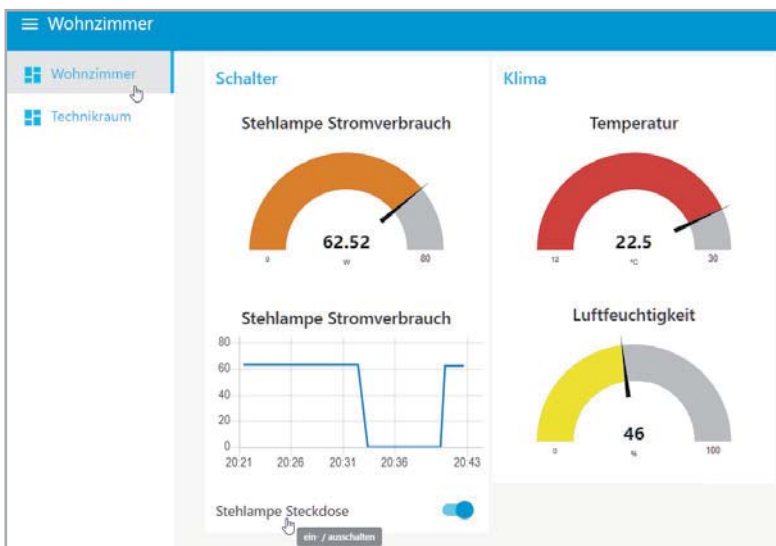 Wohnzimmer
Wohnzimmer
Technikraum
Schalter
Stehlampe Stromverbrauch
62.52
W
0
80
Stehlampe Stromverbrauch
80
60
40
20
0
20:21
20:26
20:31
20:36
20:43
Stehlampe Steckdose
ein- / ausschalten
Klima
Temperatur
22.5
°C
12
30
Luftfeuchtigkeit
46
%
0
100